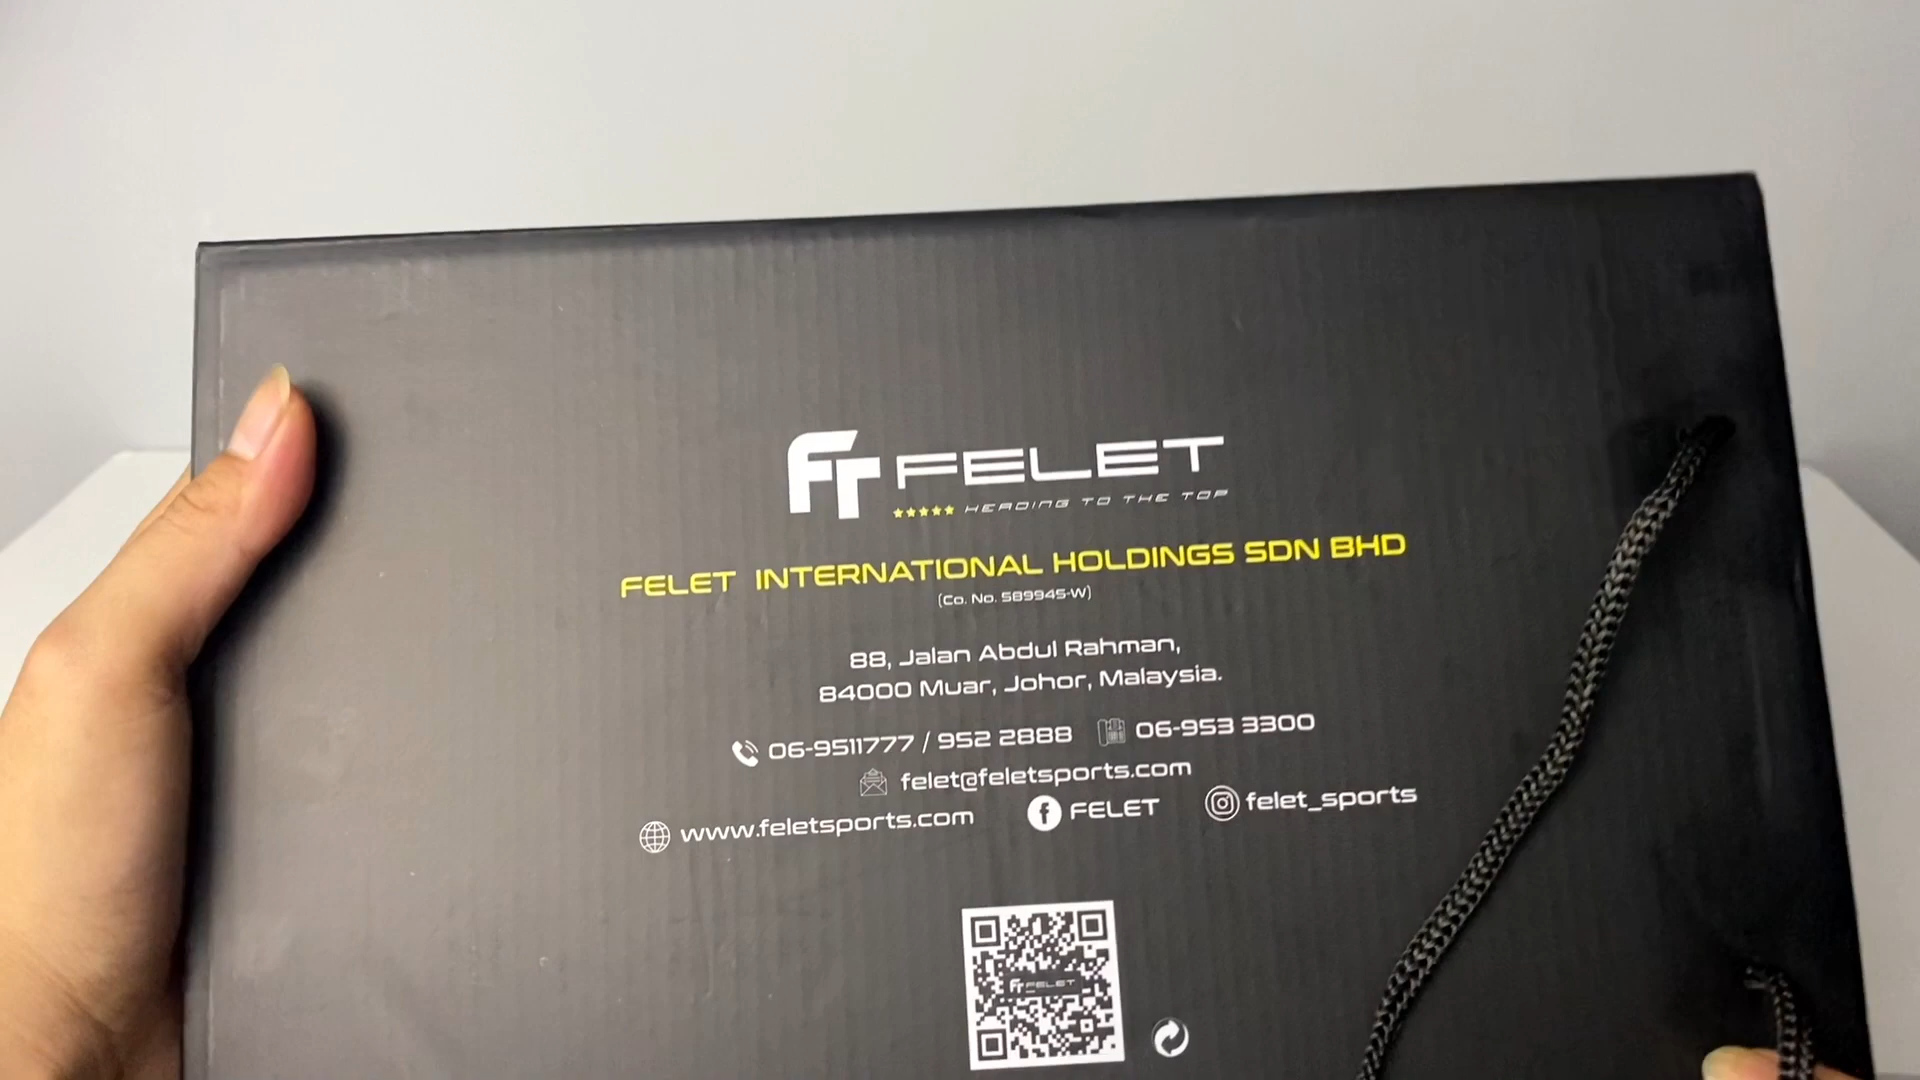 FELET
★★★★★ HEADING TO THE TOP
FELET INTERNATIONAL HOLDINGS SDN BHD
(Co. No. 589945-W)
88, Jalan Abdul Rahman,
84000 Muar, Johor, Malaysia.
06-9511777 / 952 2888 06-953 3300
felet@feletsports.com
www.feletsports.com FELET felet_sports
FELET